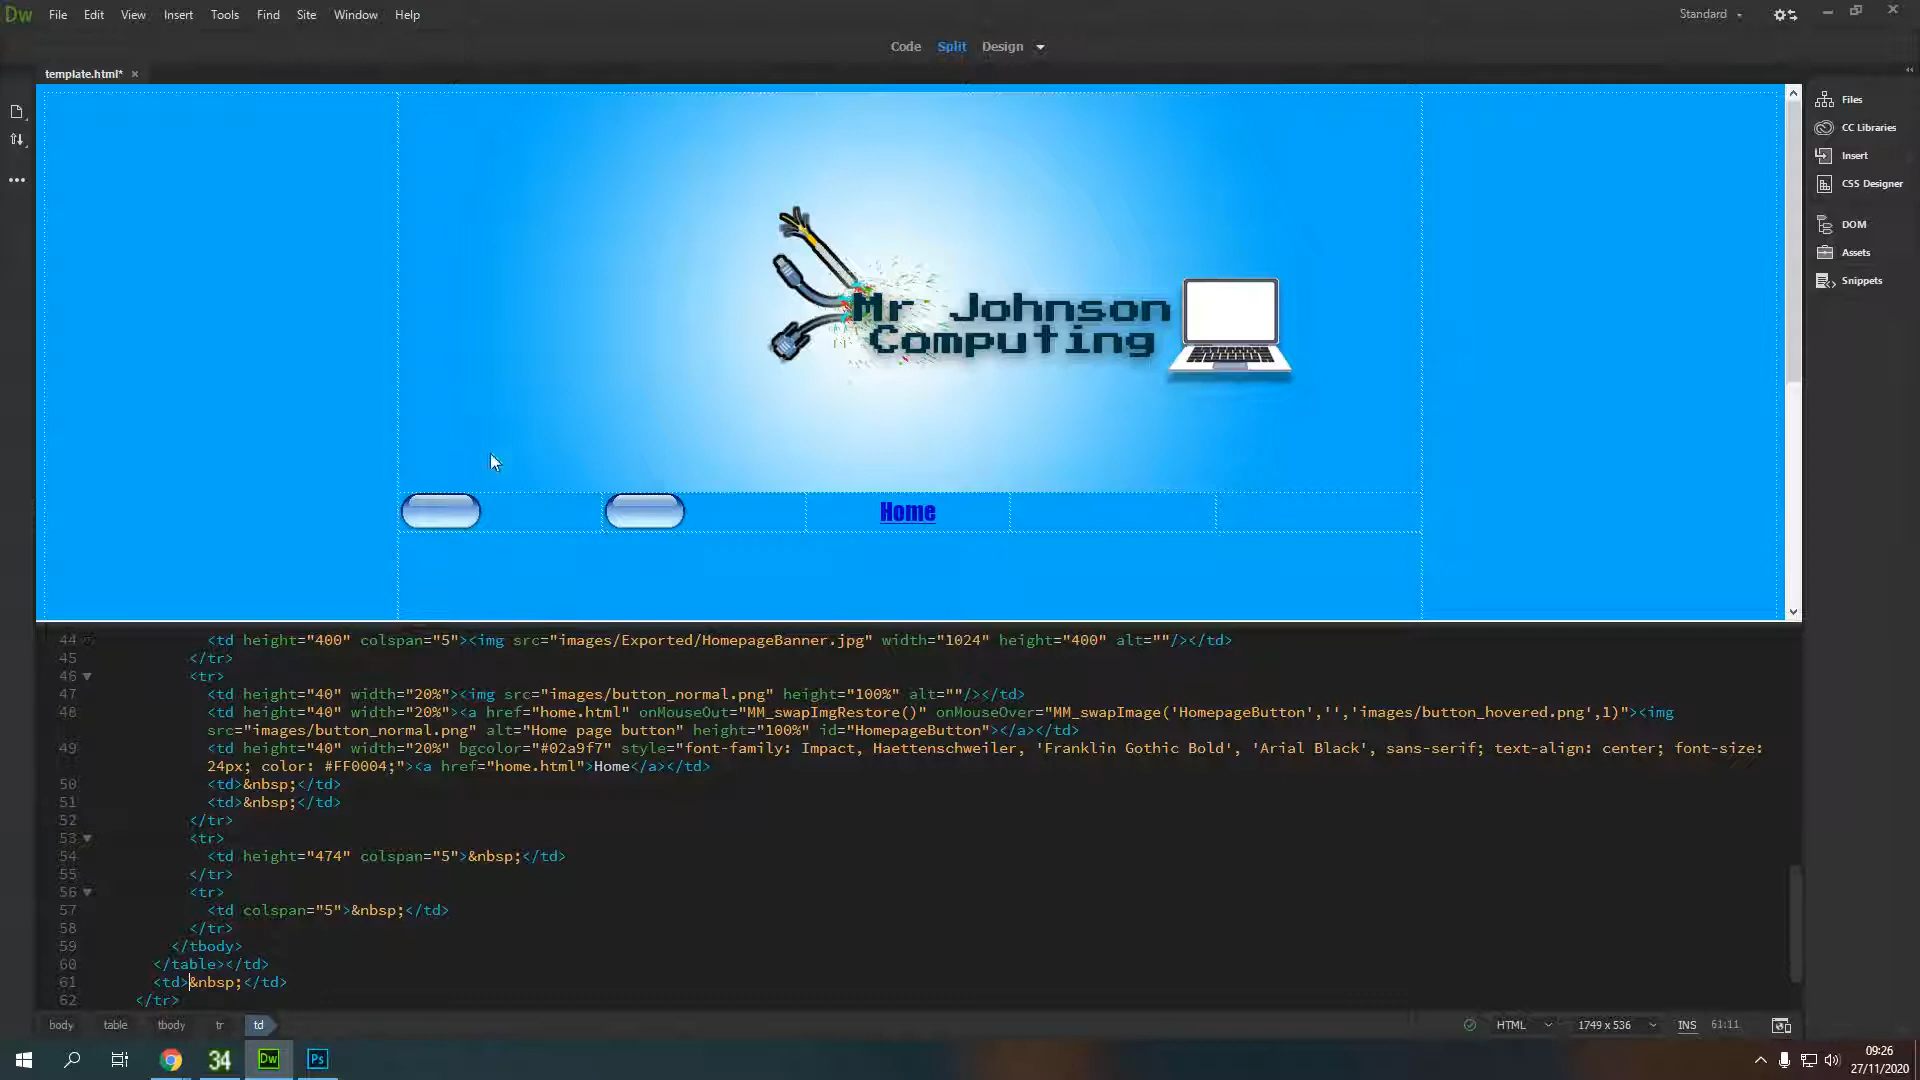 Dw File Edit View Insert Tools Find Site Window Help
Standard
Code Split Design
template.html*
Files
CC Libraries
Insert
CSS Designer
DOM
Assets
Snippets
Mr Johnson
Computing
Home
44 <td height="400" colspan="5"><img src="images/Exported/HomepageBanner.jpg" width="1024" height="400" alt=""/></td>
45 </tr>
46 <tr>
47 <td height="40" width="20%"><img src="images/button_normal.png" height="100%" alt=""/></td>
48 <td height="40" width="20%"><a href="home.html" onMouseOut="MM_swapImgRestore()" onMouseOver="MM_swapImage('HomepageButton','','images/button_hovered.png',1)"><img
src="images/button_normal.png" alt="Home page button" height="100%" id="HomepageButton"></a></td>
49 <td height="40" width="20%" bgcolor="#02a9f7" style="font-family: Impact, Haettenschweiler, 'Franklin Gothic Bold', 'Arial Black', sans-serif; text-align: center; font-size:
24px; color: #FF0004;"><a href="home.html">Home</a></td>
50 <td>&nbsp;</td>
51 <td>&nbsp;</td>
52 </tr>
53 <tr>
54 <td height="474" colspan="5">&nbsp;</td>
55 </tr>
56 <tr>
57 <td colspan="5">&nbsp;</td>
58 </tr>
59 </tbody>
60 </table></td>
61 <td>&nbsp;</td>
62 </tr>
body table tbody tr td
HTML 1749 x 536 INS 61:11
34 Dw Ps
09:26
27/11/2020